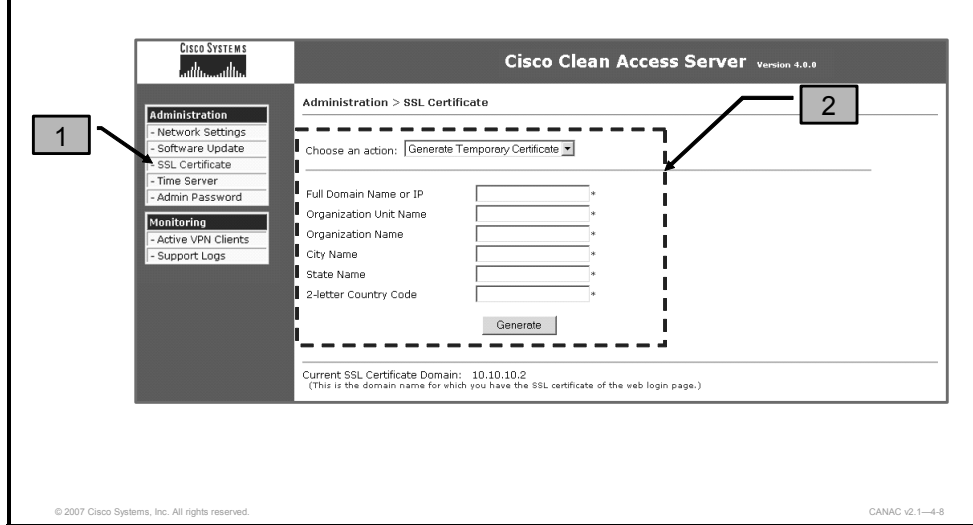 CISCO SYSTEMS
Cisco Clean Access Server Version 4.0.0
Administration > SSL Certificate
2
1
Administration
- Network Settings
- Software Update
- SSL Certificate
- Time Server
- Admin Password
Monitoring
- Active VPN Clients
- Support Logs
Choose an action: Generate Temporary Certificate
Full Domain Name or IP *
Organization Unit Name *
Organization Name *
City Name *
State Name *
2-letter Country Code *
Generate
Current SSL Certificate Domain: 10.10.10.2
(This is the domain name for which you have the SSL certificate of the web login page.)
© 2007 Cisco Systems, Inc. All rights reserved.
CANAC v2.1—4-8